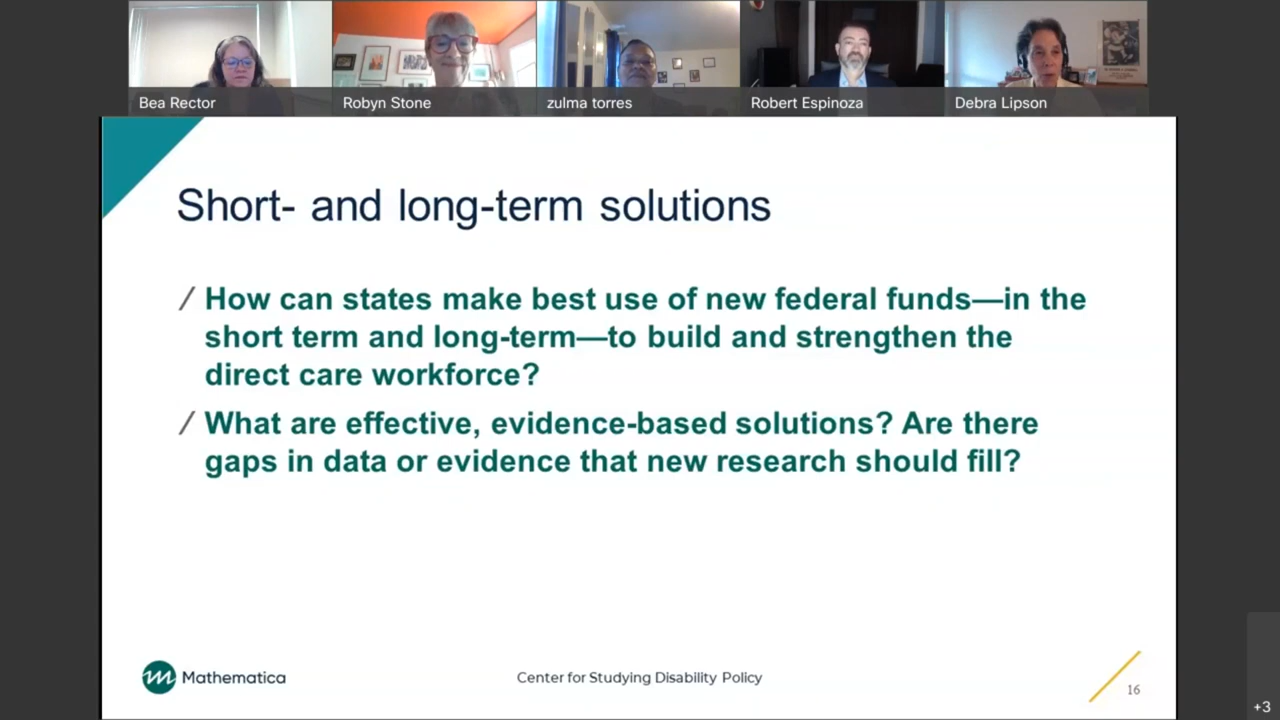 Bea Rector
Robyn Stone
zulma torres
Robert Espinoza
Debra Lipson
Short- and long-term solutions
/ How can states make best use of new federal funds—in the
short term and long-term—to build and strengthen the
direct care workforce?
/ What are effective, evidence-based solutions? Are there
gaps in data or evidence that new research should fill?
Mathematica
Center for Studying Disability Policy
16
+3